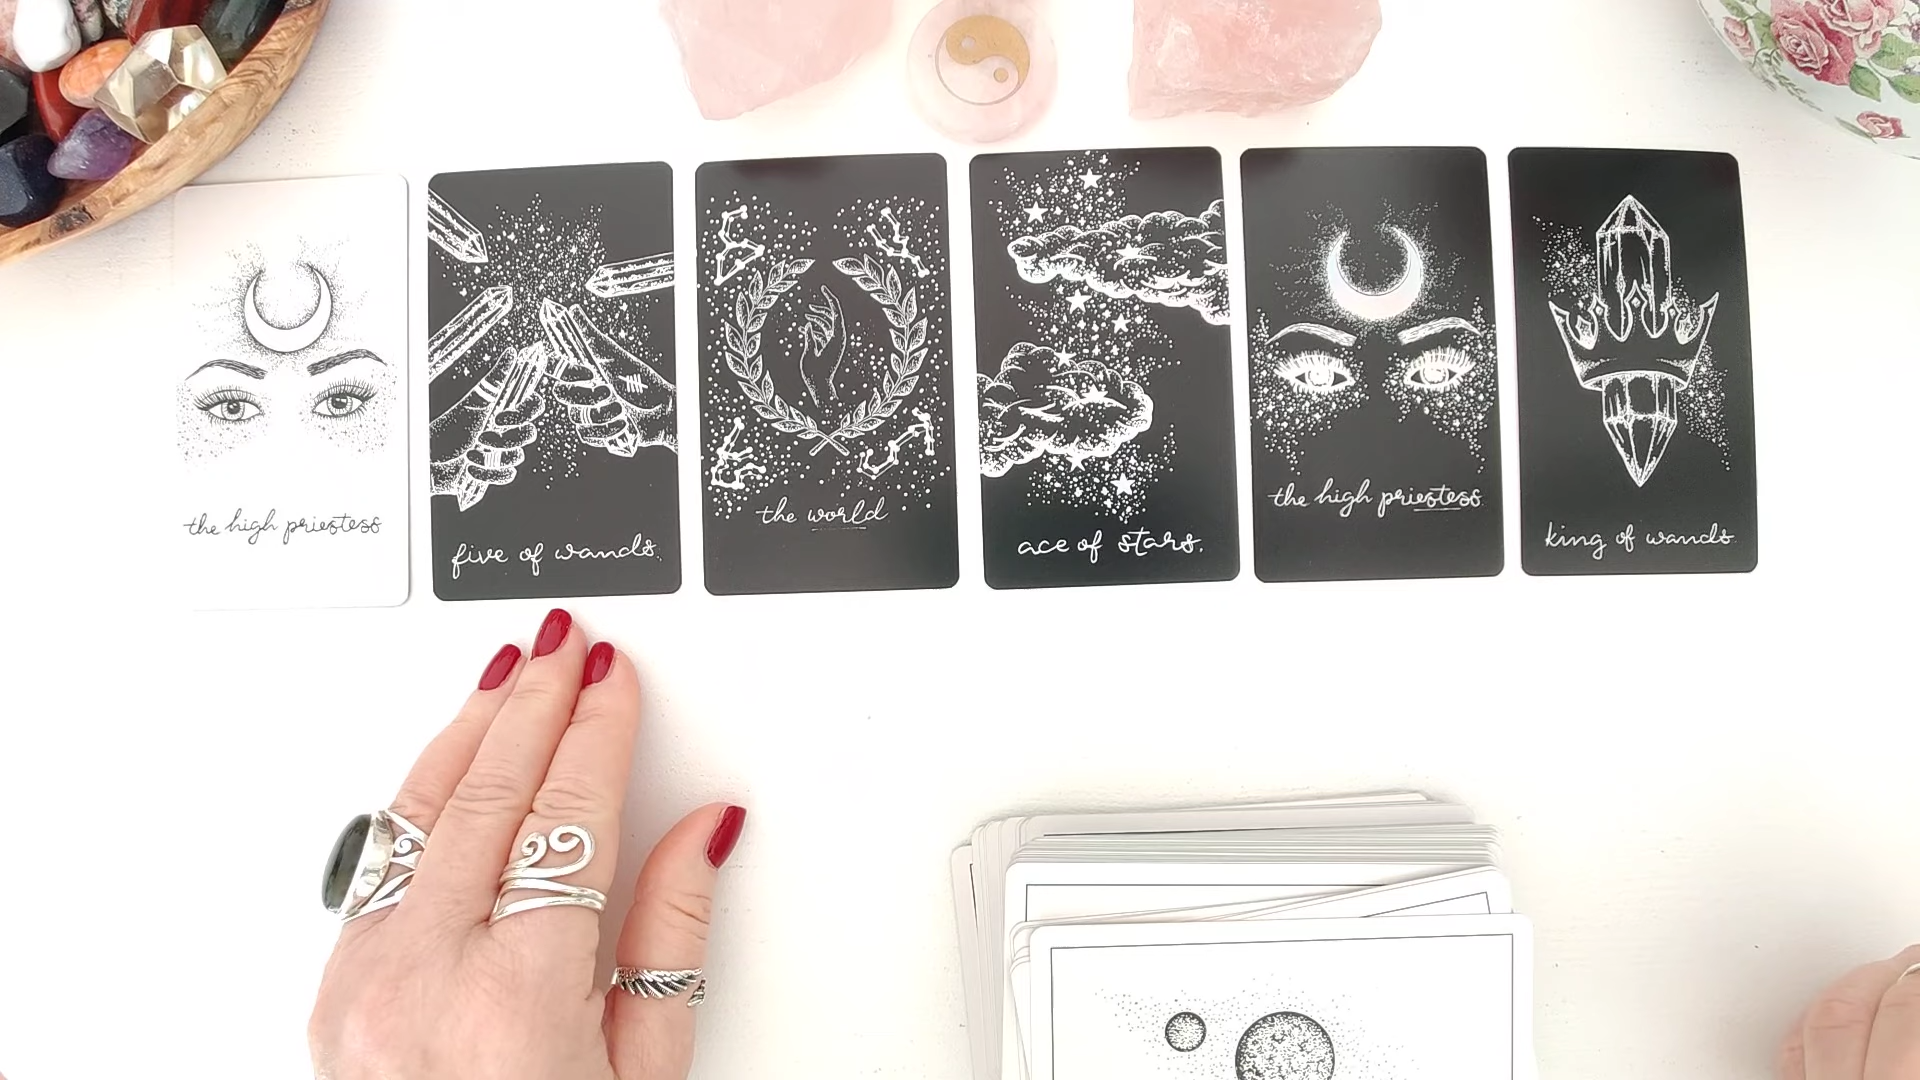 the high priestess
five of wands.
the world
ace of stars.
the high priestess
king of wands